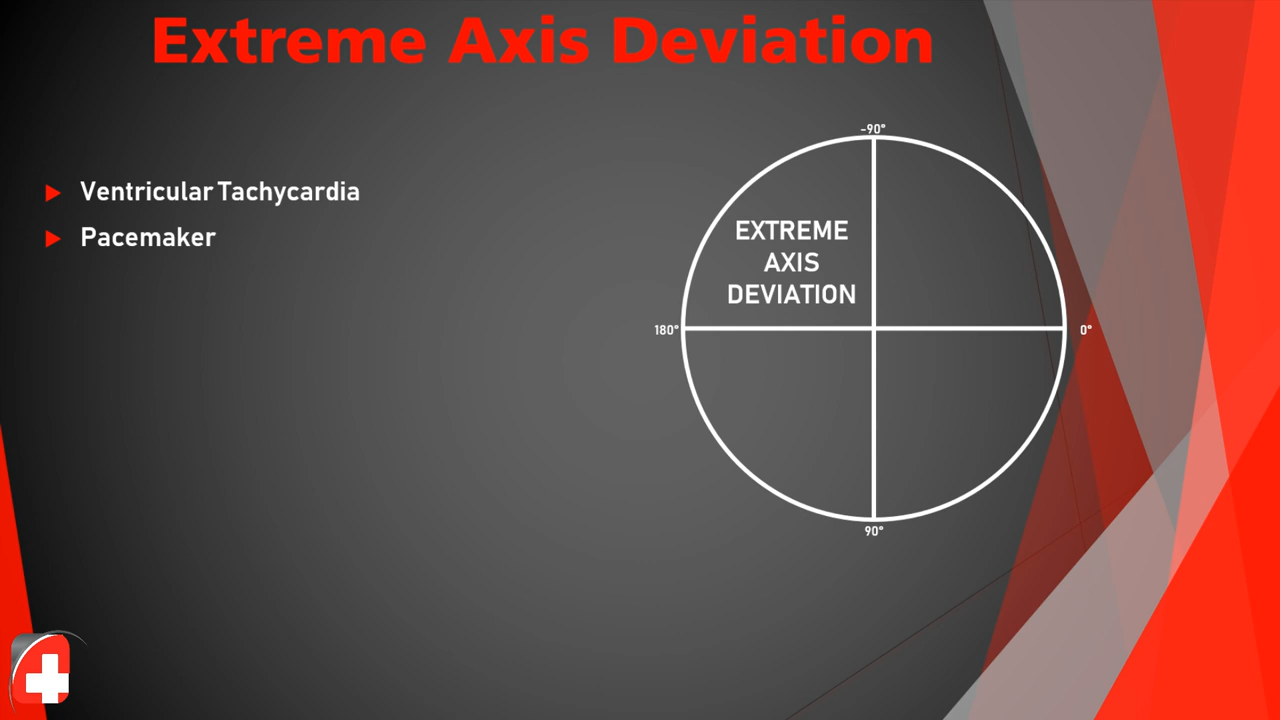 Extreme Axis Deviation
Ventricular Tachycardia
Pacemaker
-90°
EXTREME
AXIS
DEVIATION
180°
0°
90°